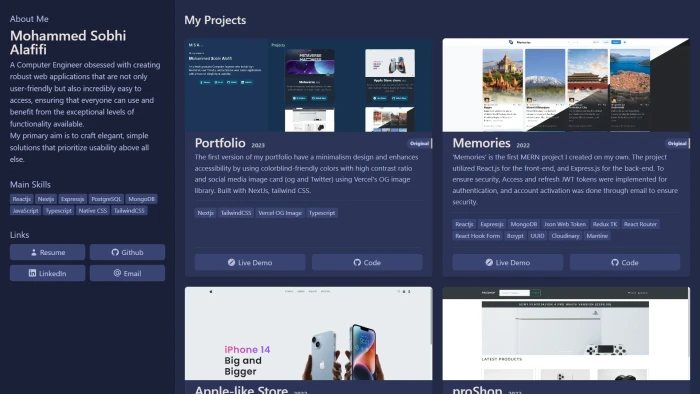 About Me
Mohammed Sobhi
Alafifi
A Computer Engineer obsessed with creating
robust web applications that are not only
user-friendly but also incredibly easy to
access, ensuring that everyone can use and
benefit from the exceptional levels of
functionality available.
My primary aim is to craft elegant, simple
solutions that prioritize usability above all
else.
Main Skills
Reactjs Nextjs Expressjs PostgreSQL MongoDB
JavaScript Typescript Native CSS TailwindCSS
Links
Resume Github
LinkedIn Email
My Projects
Projects
Mohammed Sobhi Alafifi
METAVERSE
Portfolio 2023
Original
The first version of my portfolio have a minimalism design and enhances
accessibility by using colorblind-friendly colors with high contrast ratio
and social media image card (og and Twitter) using Vercel's OG image
library. Built with NextJs, tailwind CSS.
Nextjs TailwindCSS Vercel OG Image Typescript
Live Demo Code
Memories
Memories 2022
Original
'Memories' is the first MERN project I created on my own. The project
utilized React.js for the front-end, and Express.js for the back-end. To
ensure security, Access and refresh JWT tokens were implemented for
authentication, and account activation was done through email to ensure
security.
Reactjs Expressjs MongoDB Json Web Token Redux TK React Router
React Hook Form Bcrypt UUID Cloudinary Mantine
Live Demo Code
iPhone 14
Big and
Bigger
Apple-like Store 2022
PROSHOP
LATEST PRODUCTS
proShop 2022